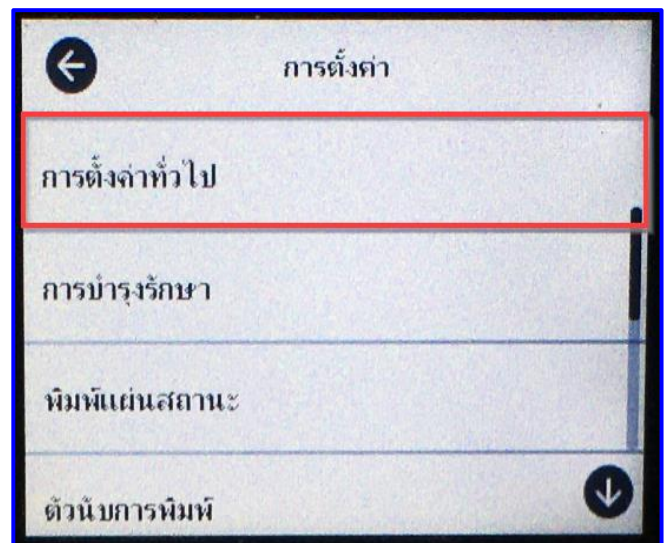 การตั้งค่า
การตั้งค่าทั่วไป
การบำรุงรักษา
พิมพ์แผ่นสถานะ
ตัวนับการพิมพ์